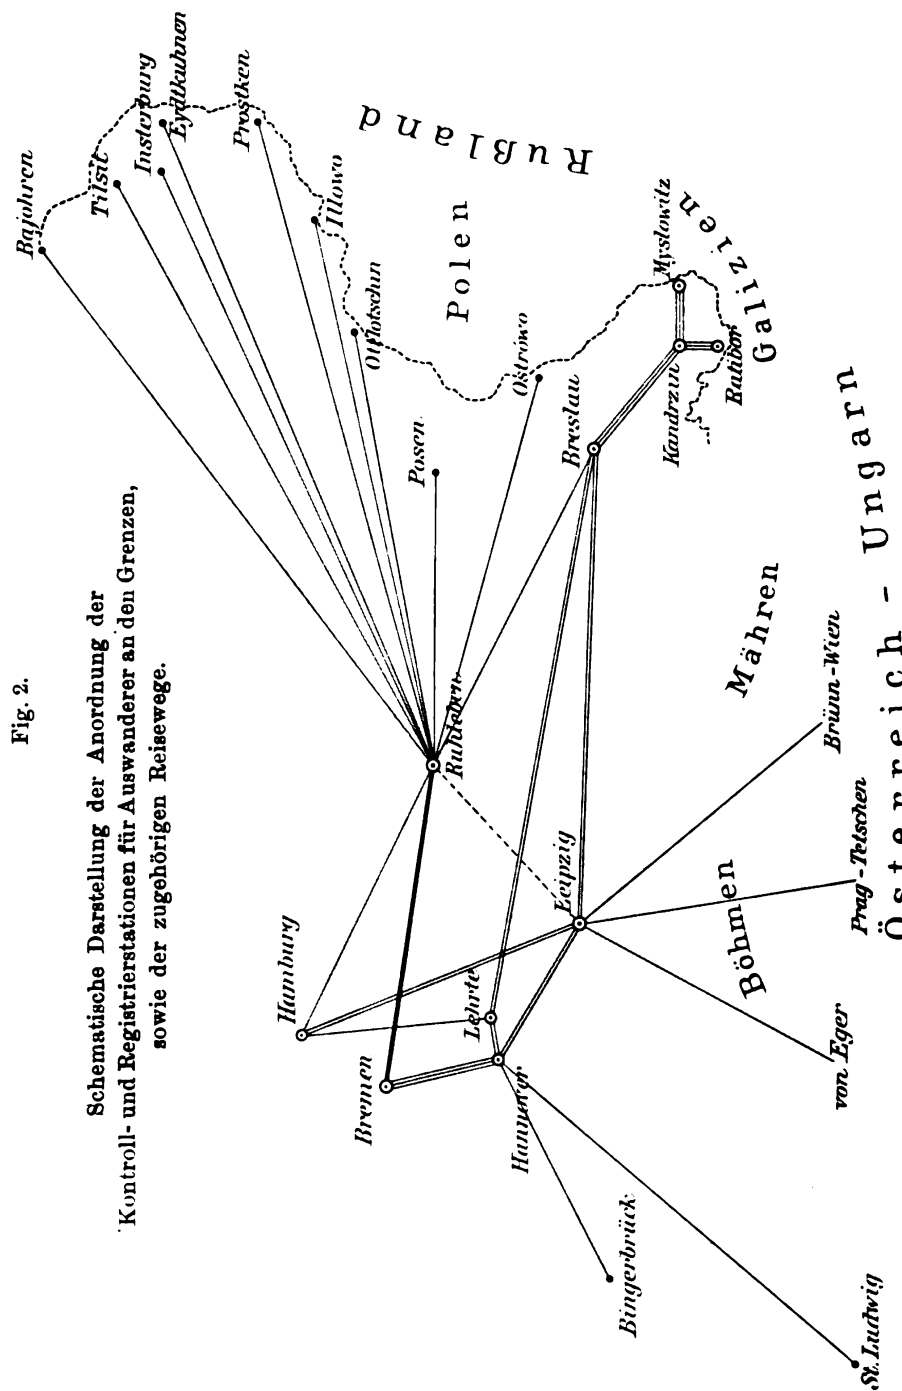 Fig. 2.
Schematische Darstellung der Anordnung der
Kontroll- und Registrierstationen für Auswanderer an den Grenzen,
sowie der zugehörigen Reisewege.
Bajohren
Tilsit
Insterburg
Eydtkuhnen
Prostken
Illowo
Ottlotschin
Posen
Ostrowo
Polen
Rußland
Hamburg
Bremen
Ruhleben
Lehrte
Hannover
Leipzig
Breslau
Kandrzin
Myslowitz
Ratibor
Galizien
Bingerbrück
St. Ludwig
von Eger
Böhmen
Prag-Tetschen
Mähren
Brünn-Wien
Österreich - Ungarn